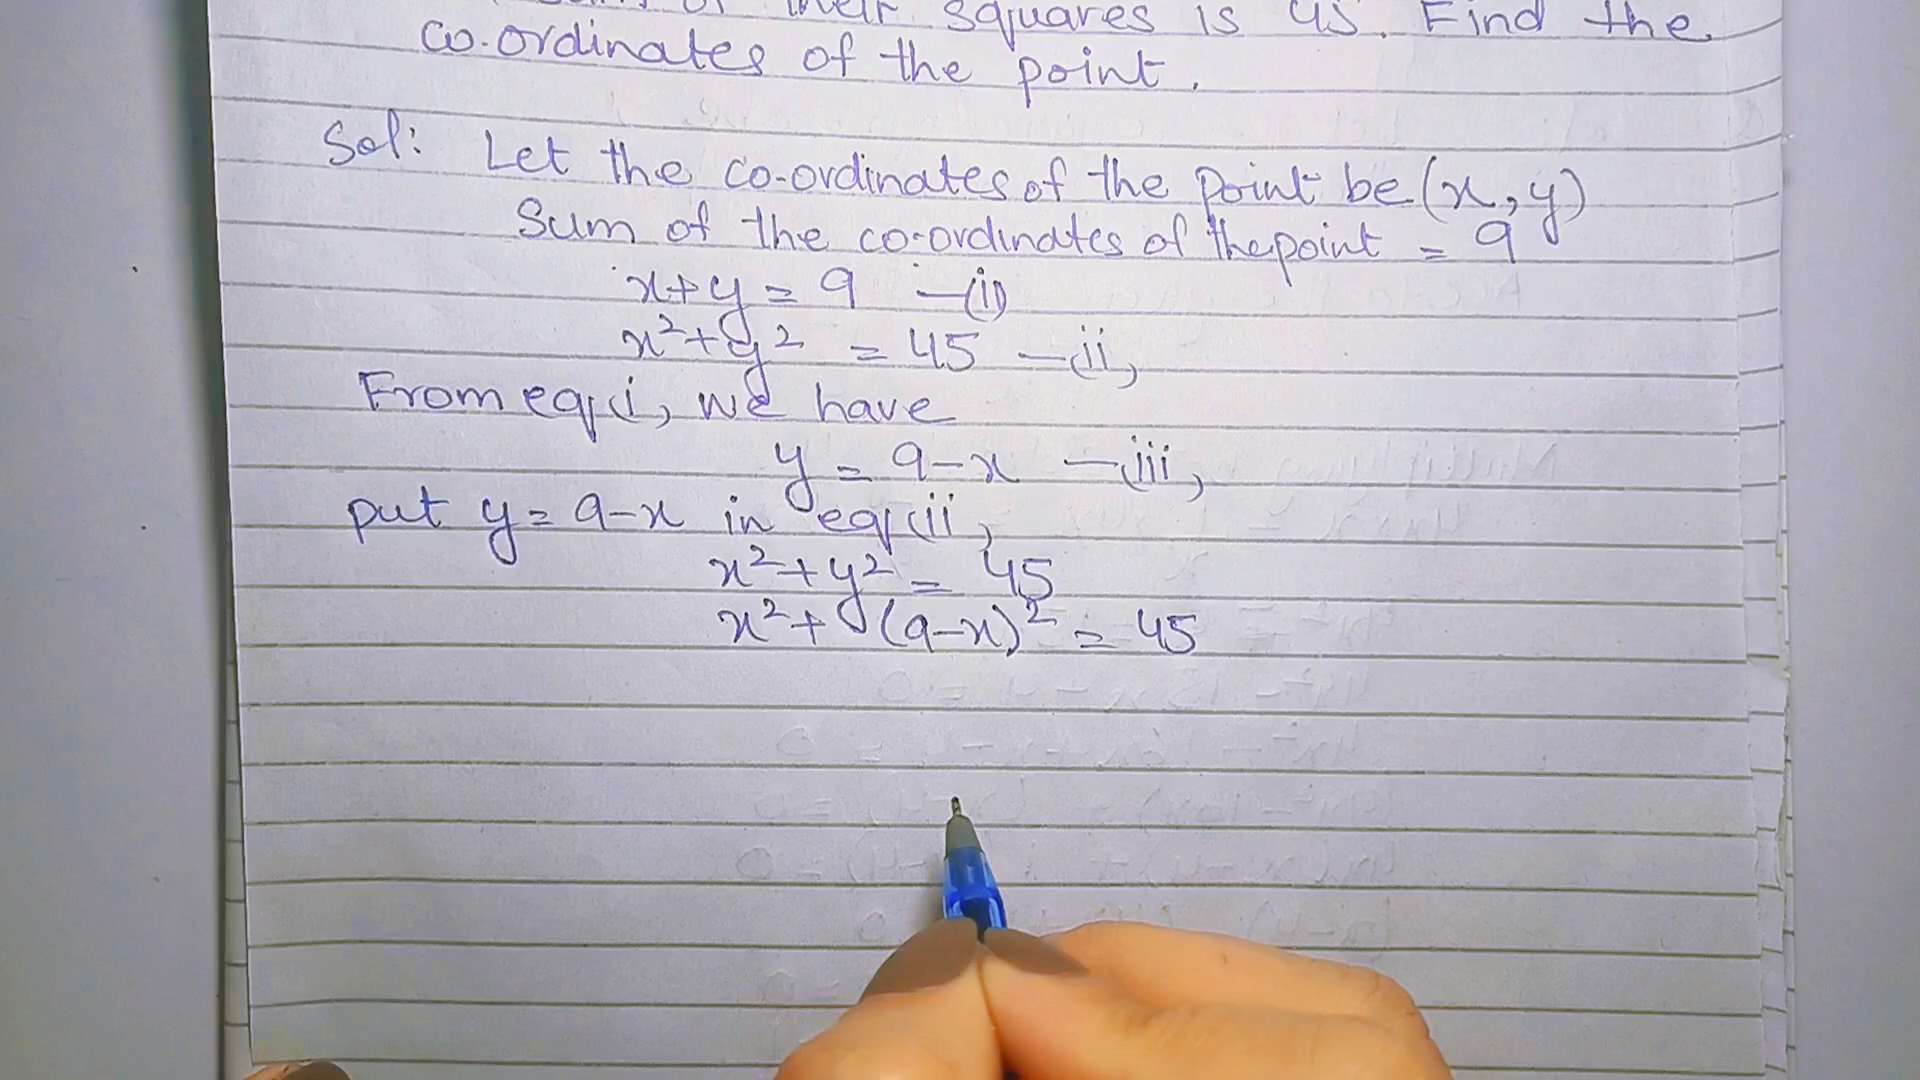 their squares is 45. Find the
co-ordinates of the point.
Sol: Let the co-ordinates of the point be (x, y)
Sum of the co-ordinates of the point = 9
x+y = 9 —(i)
x²+y² = 45 —(ii)
From eq(i), we have
y = 9-x —(iii)
put y = 9-x in eq(ii)
x²+y² = 45
x²+(9-x)² = 45